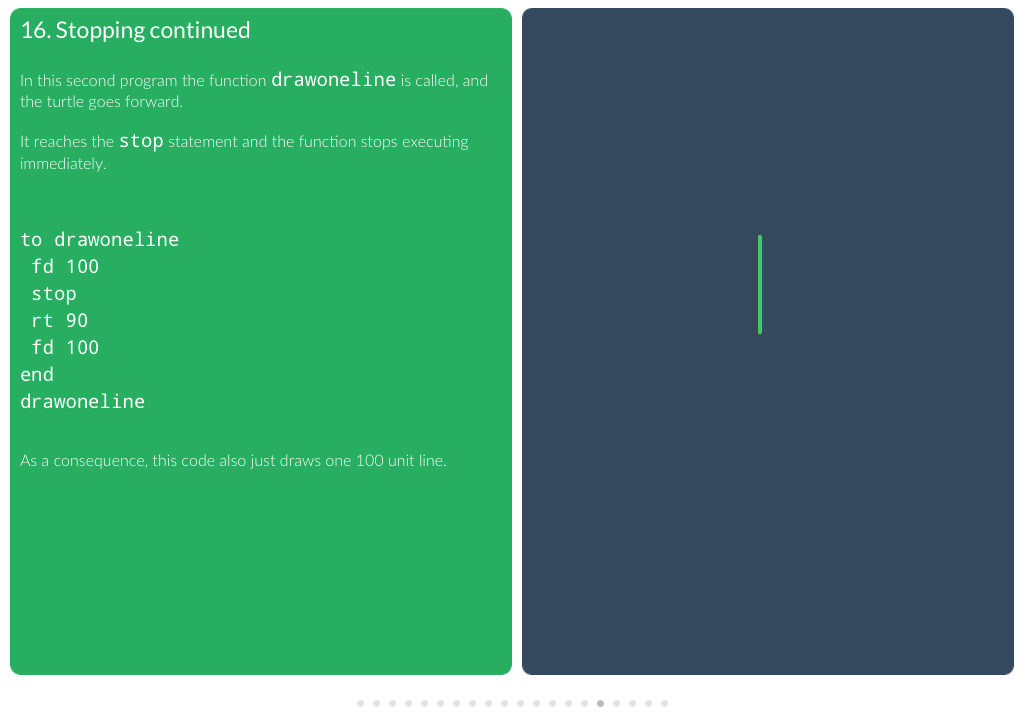 16. Stopping continued
In this second program the function drawoneline is called, and
the turtle goes forward.
It reaches the stop statement and the function stops executing
immediately.
to drawoneline
fd 100
stop
rt 90
fd 100
end
drawoneline
As a consequence, this code also just draws one 100 unit line.